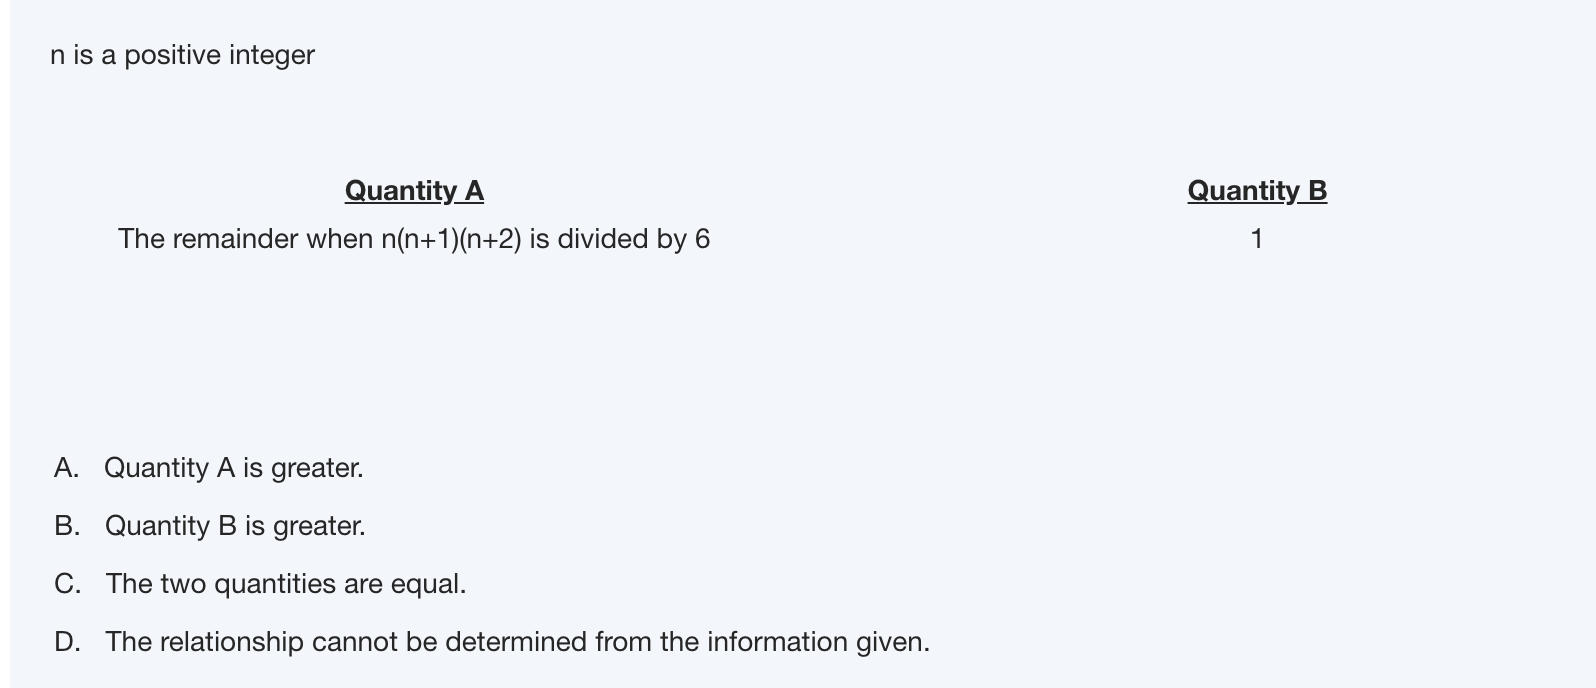 n is a positive integer
Quantity A
Quantity B
The remainder when n(n+1)(n+2) is divided by 6
1
A. Quantity A is greater.
B. Quantity B is greater.
C. The two quantities are equal.
D. The relationship cannot be determined from the information given.